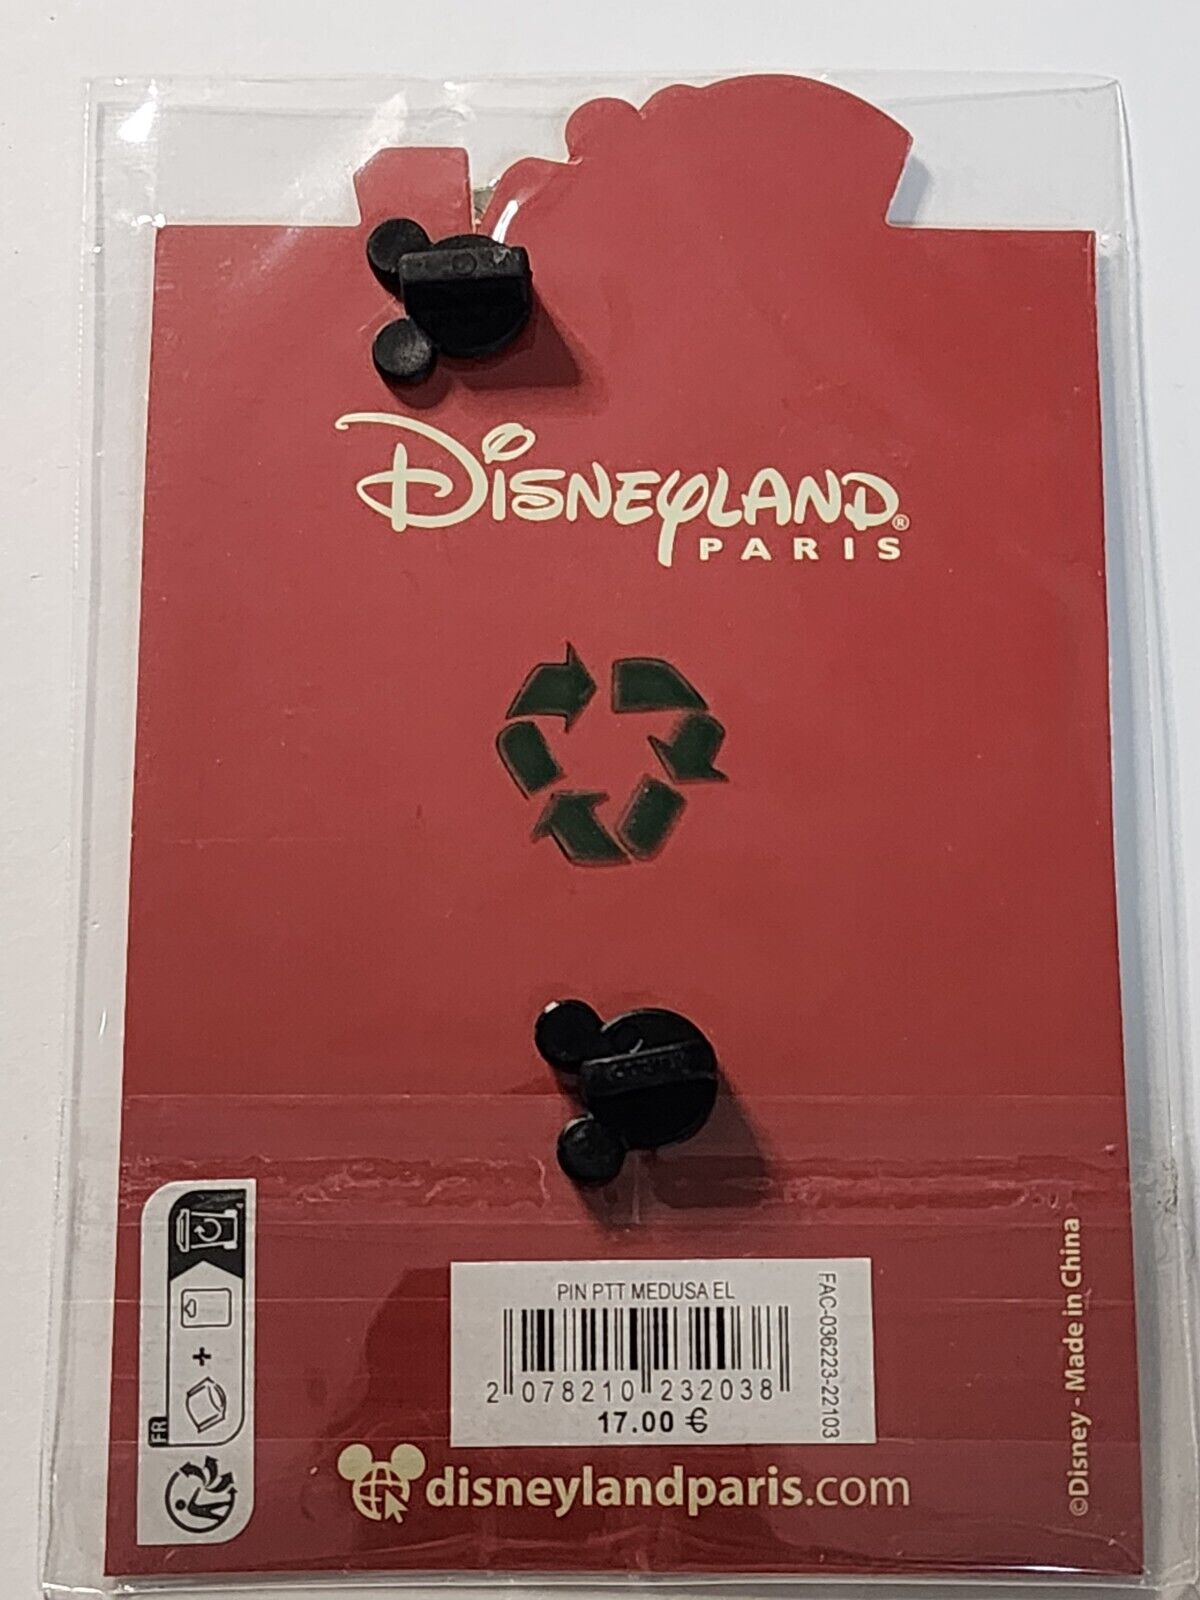 DISNEYLAND®
PARIS
PIN PTT MEDUSA EL
2 078210 232038
17.00 €
FAC-036223-22103
©Disney - Made in China
FR
+
disneylandparis.com